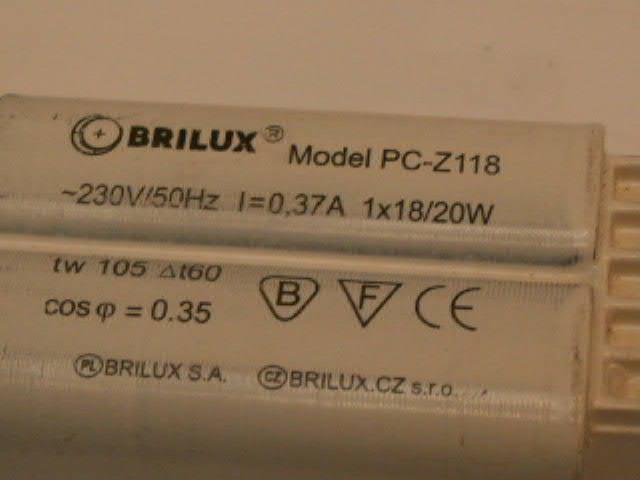 BRILUX® Model PC-Z118
~230V/50Hz I=0,37A 1x18/20W
tw 105 Δt60
cos φ = 0.35 B F CE
PL BRILUX S.A. CZ BRILUX.CZ s.r.o.